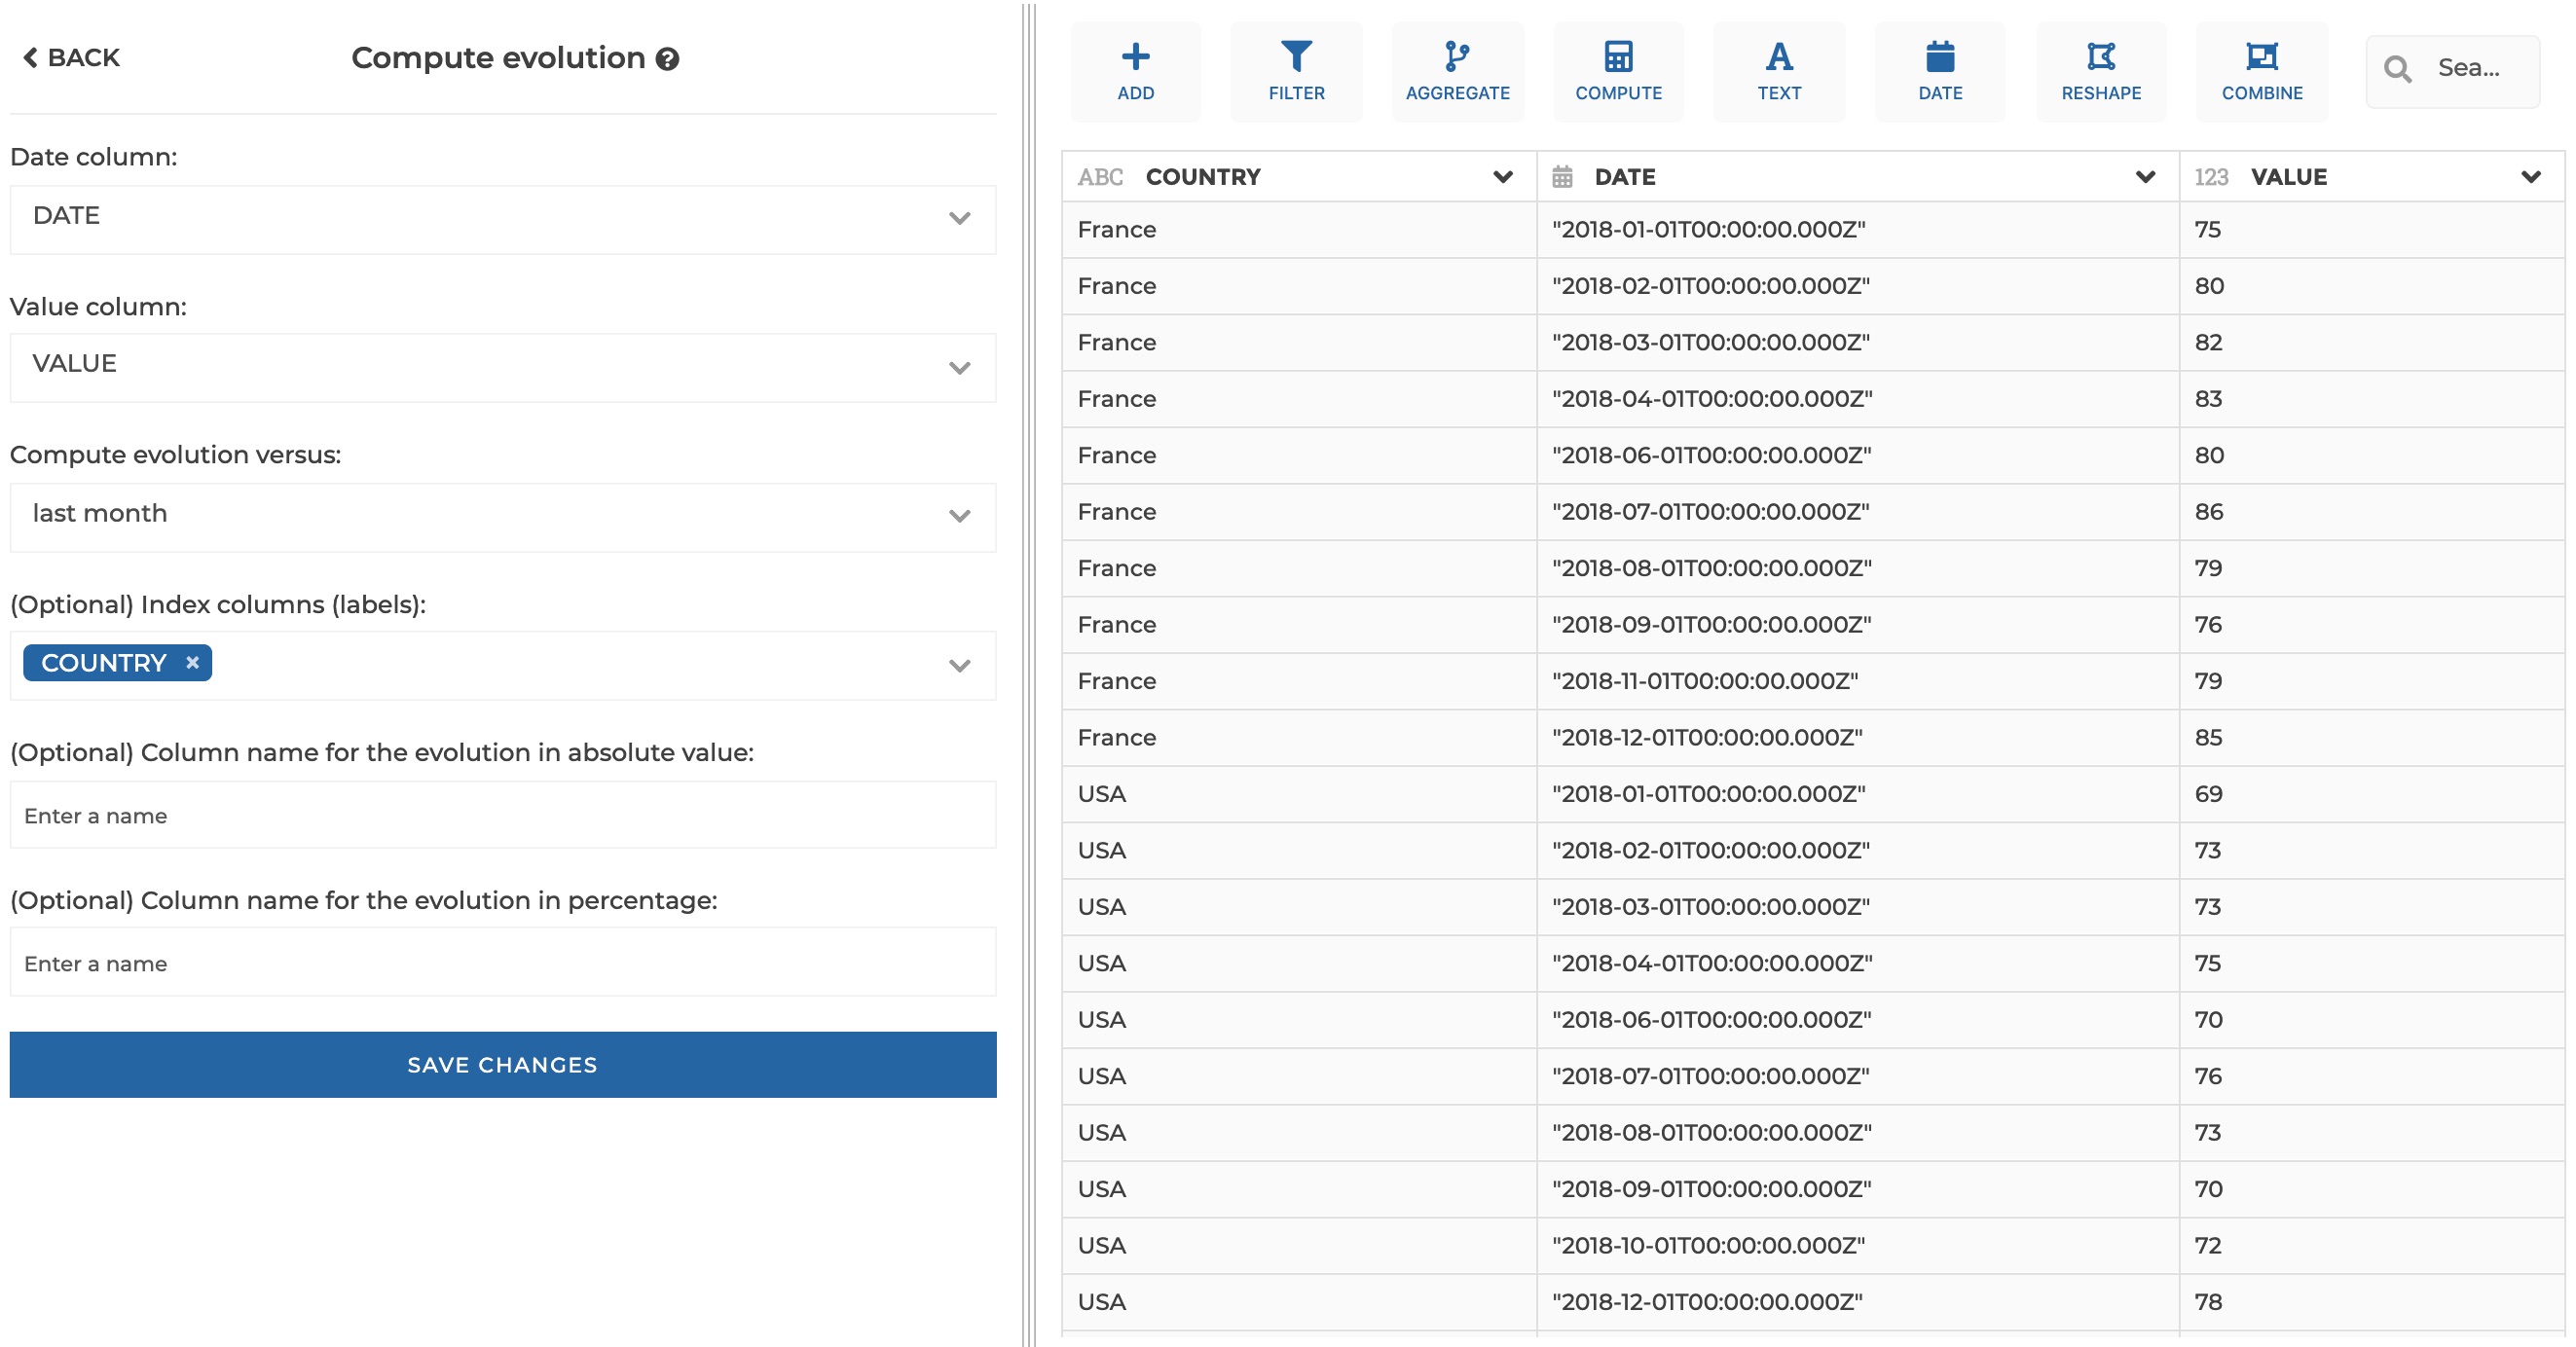 BACK
Compute evolution
Date column:
DATE
Value column:
VALUE
Compute evolution versus:
last month
(Optional) Index columns (labels):
COUNTRY ×
(Optional) Column name for the evolution in absolute value:
Enter a name
(Optional) Column name for the evolution in percentage:
Enter a name
SAVE CHANGES
ADD FILTER AGGREGATE COMPUTE TEXT DATE RESHAPE COMBINE Sea...
ABC COUNTRY DATE 123 VALUE
France "2018-01-01T00:00:00.000Z" 75
France "2018-02-01T00:00:00.000Z" 80
France "2018-03-01T00:00:00.000Z" 82
France "2018-04-01T00:00:00.000Z" 83
France "2018-06-01T00:00:00.000Z" 80
France "2018-07-01T00:00:00.000Z" 86
France "2018-08-01T00:00:00.000Z" 79
France "2018-09-01T00:00:00.000Z" 76
France "2018-11-01T00:00:00.000Z" 79
France "2018-12-01T00:00:00.000Z" 85
USA "2018-01-01T00:00:00.000Z" 69
USA "2018-02-01T00:00:00.000Z" 73
USA "2018-03-01T00:00:00.000Z" 73
USA "2018-04-01T00:00:00.000Z" 75
USA "2018-06-01T00:00:00.000Z" 70
USA "2018-07-01T00:00:00.000Z" 76
USA "2018-08-01T00:00:00.000Z" 73
USA "2018-09-01T00:00:00.000Z" 70
USA "2018-10-01T00:00:00.000Z" 72
USA "2018-12-01T00:00:00.000Z" 78